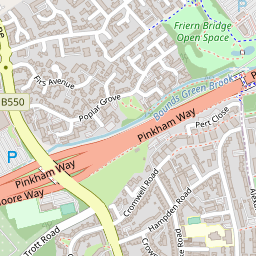 Friern Bridge
Open Space
Firs Avenue
B550
Poplar Grove
Bounds Green Brook
Pinkham Way
Pert Close
P
Pinkham Way
Cromwell Road
Hampden Road
Trott Road